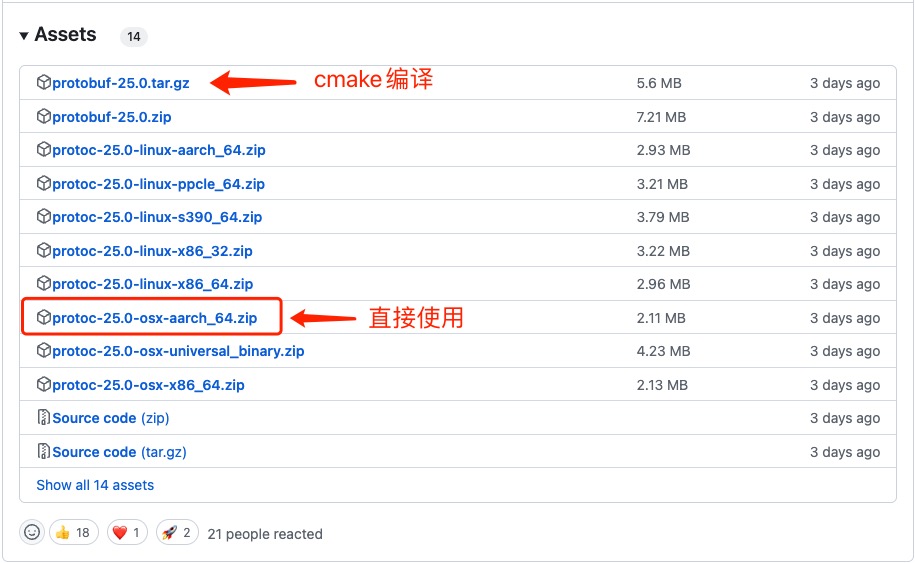 Assets 14
protobuf-25.0.tar.gz cmake编译 5.6 MB 3 days ago
protobuf-25.0.zip 7.21 MB 3 days ago
protoc-25.0-linux-aarch_64.zip 2.93 MB 3 days ago
protoc-25.0-linux-ppcle_64.zip 3.21 MB 3 days ago
protoc-25.0-linux-s390_64.zip 3.79 MB 3 days ago
protoc-25.0-linux-x86_32.zip 3.22 MB 3 days ago
protoc-25.0-linux-x86_64.zip 2.96 MB 3 days ago
protoc-25.0-osx-aarch_64.zip 直接使用 2.11 MB 3 days ago
protoc-25.0-osx-universal_binary.zip 4.23 MB 3 days ago
protoc-25.0-osx-x86_64.zip 2.13 MB 3 days ago
Source code (zip) 3 days ago
Source code (tar.gz) 3 days ago
Show all 14 assets
👍 18 ❤️ 1 🚀 2 21 people reacted